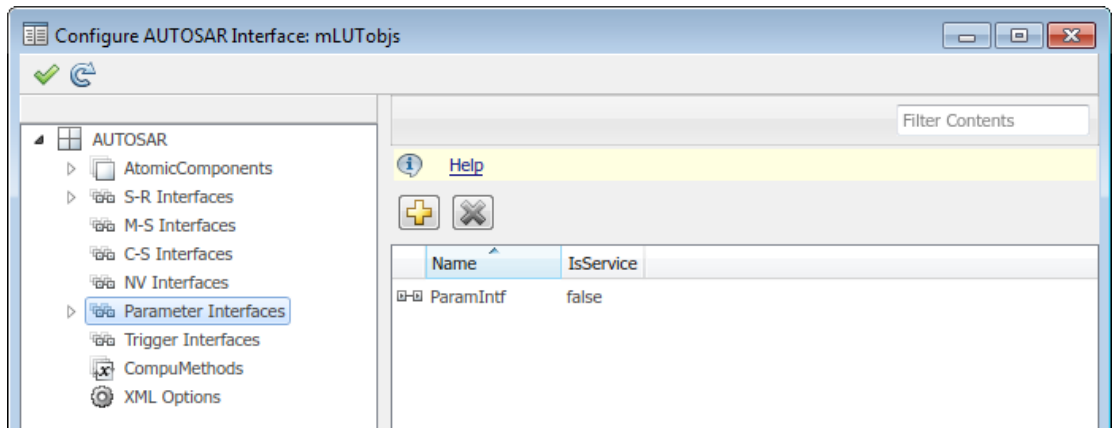 Configure AUTOSAR Interface: mLUTobjs
Filter Contents
AUTOSAR
AtomicComponents
S-R Interfaces
M-S Interfaces
C-S Interfaces
NV Interfaces
Parameter Interfaces
Trigger Interfaces
CompuMethods
XML Options
Help
Name IsService
ParamIntf false